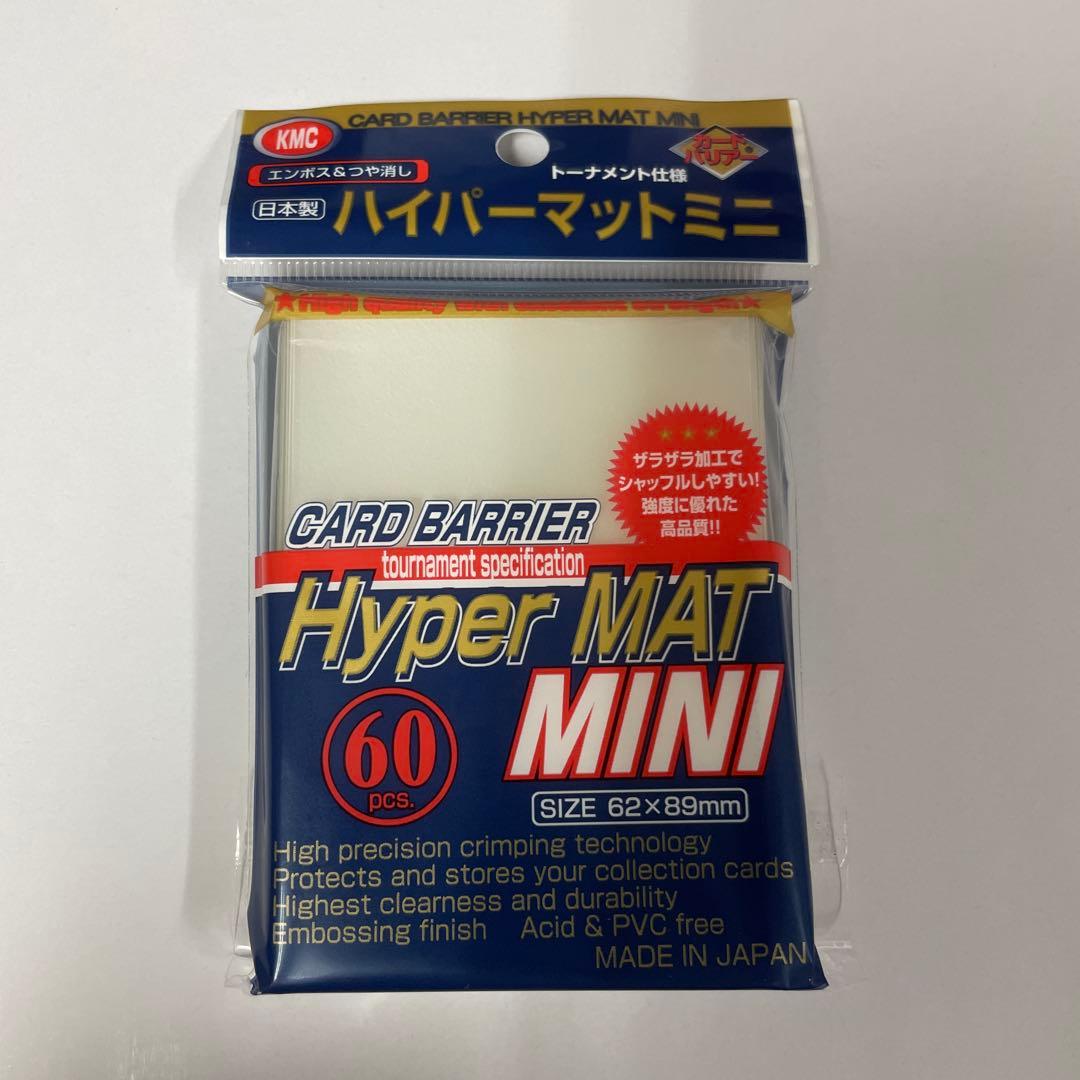 CARD BARRIER HYPER MAT MINI
KMC
カード・バリアー
エンボス&つや消し
トーナメント仕様
日本製
ハイパーマットミニ
★High quality with excellent strength★
★★★
ザラザラ加工で
シャッフルしやすい!
強度に優れた
高品質!!
CARD BARRIER
tournament specification
Hyper MAT
MINI
60
pcs.
SIZE 62×89mm
High precision crimping technology
Protects and stores your collection cards
Highest clearness and durability
Embossing finish Acid & PVC free
MADE IN JAPAN